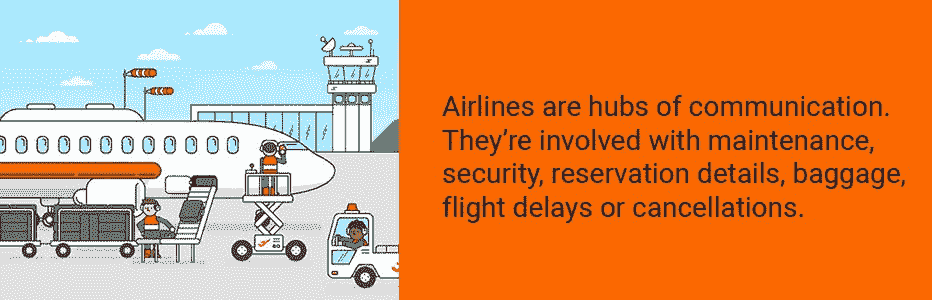 Airlines are hubs of communication.
They’re involved with maintenance,
security, reservation details, baggage,
flight delays or cancellations.